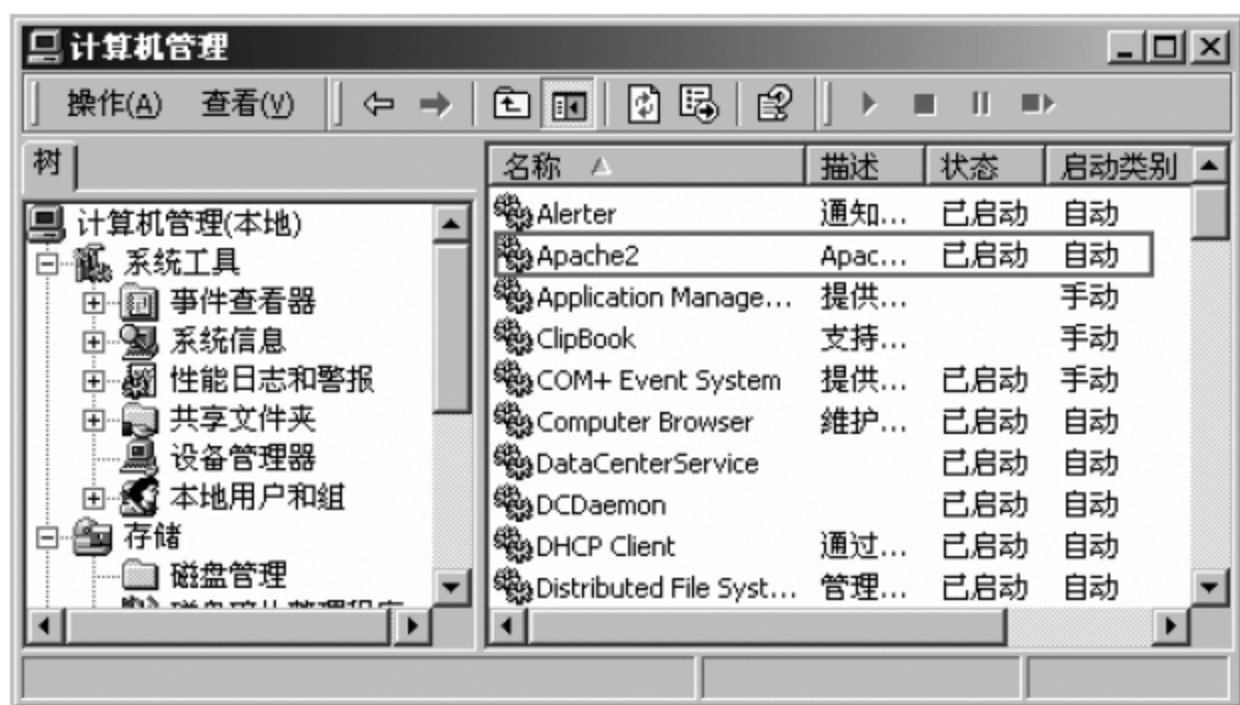 计算机管理
操作(A) 查看(V)
树
计算机管理(本地)
系统工具
事件查看器
系统信息
性能日志和警报
共享文件夹
设备管理器
本地用户和组
存储
磁盘管理
名称 描述 状态 启动类别
Alerter 通知... 已启动 自动
Apache2 Apac... 已启动 自动
Application Manage... 提供... 手动
ClipBook 支持... 手动
COM+ Event System 提供... 已启动 手动
Computer Browser 维护... 已启动 自动
DataCenterService 已启动 自动
DCDaemon 已启动 自动
DHCP Client 通过... 已启动 自动
Distributed File Syst... 管理... 已启动 自动